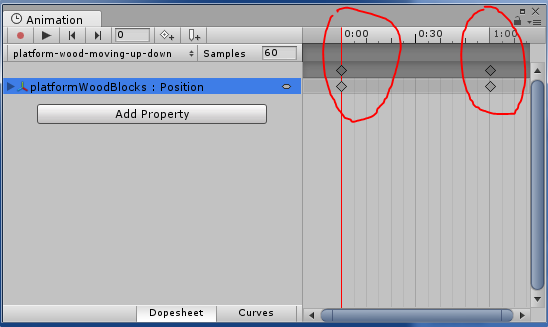 Animation
0 0:00 0:30 1:00
platform-wood-moving-up-down Samples 60
platformWoodBlocks : Position
Add Property
Dopesheet Curves